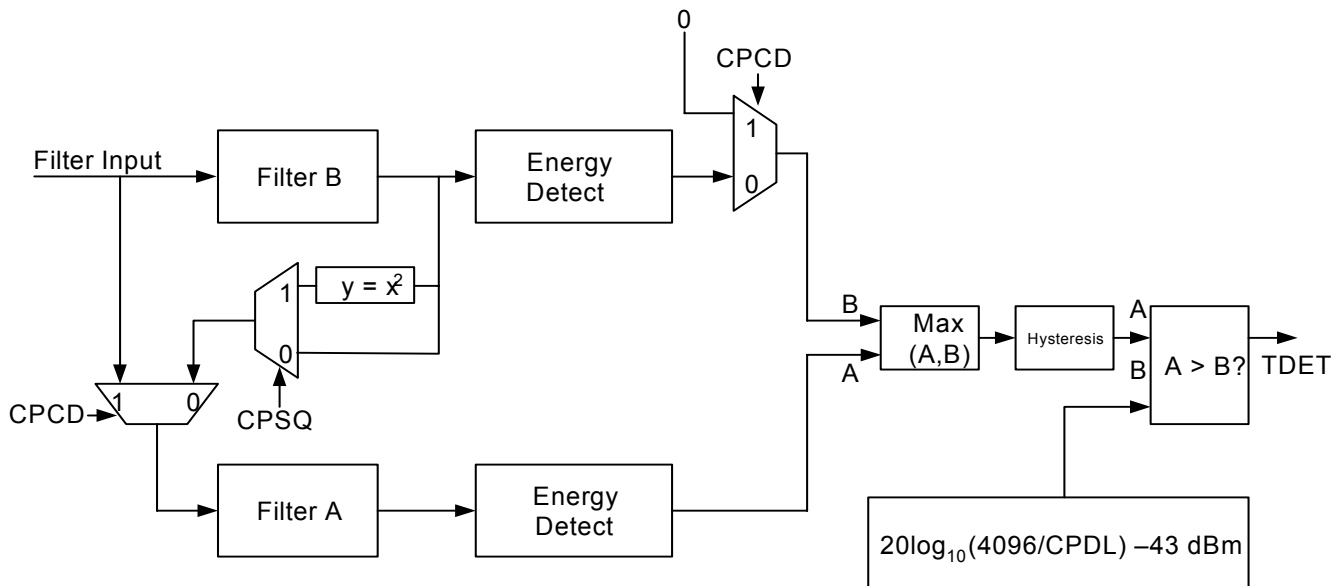 0
CPCD
1
0
Filter Input
Filter B
Energy
Detect
y = x²
1
0
CPSQ
1 0
CPCD
Filter A
Energy
Detect
B
A
Max
(A,B)
Hysteresis
A
B
A > B?
TDET
20log₁₀(4096/CPDL) –43 dBm